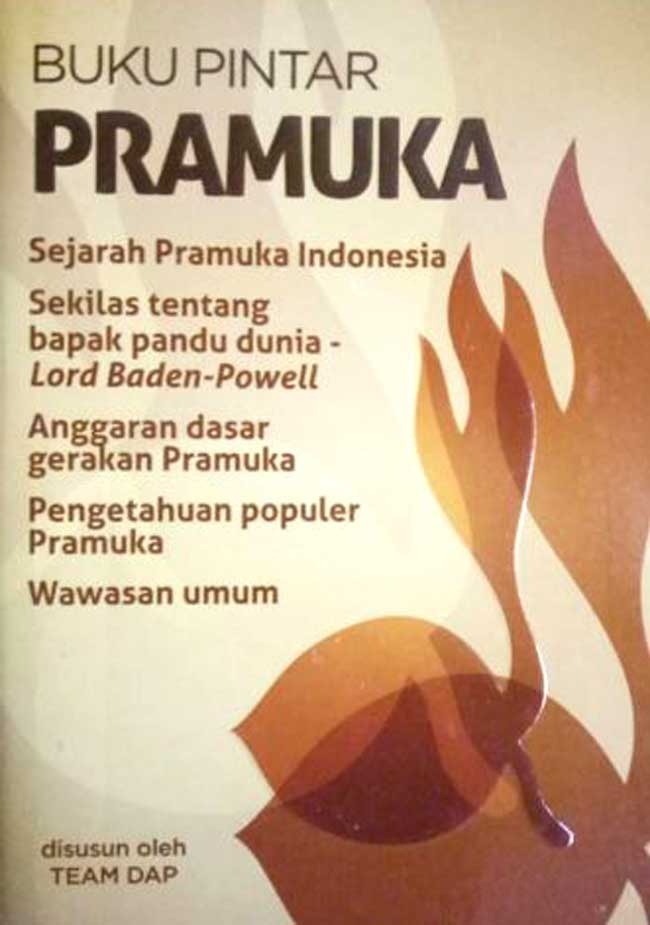 BUKU PINTAR
PRAMUKA
Sejarah Pramuka Indonesia
Sekilas tentang
bapak pandu dunia -
Lord Baden-Powell
Anggaran dasar
gerakan Pramuka
Pengetahuan populer
Pramuka
Wawasan umum
disusun oleh
TEAM DAP